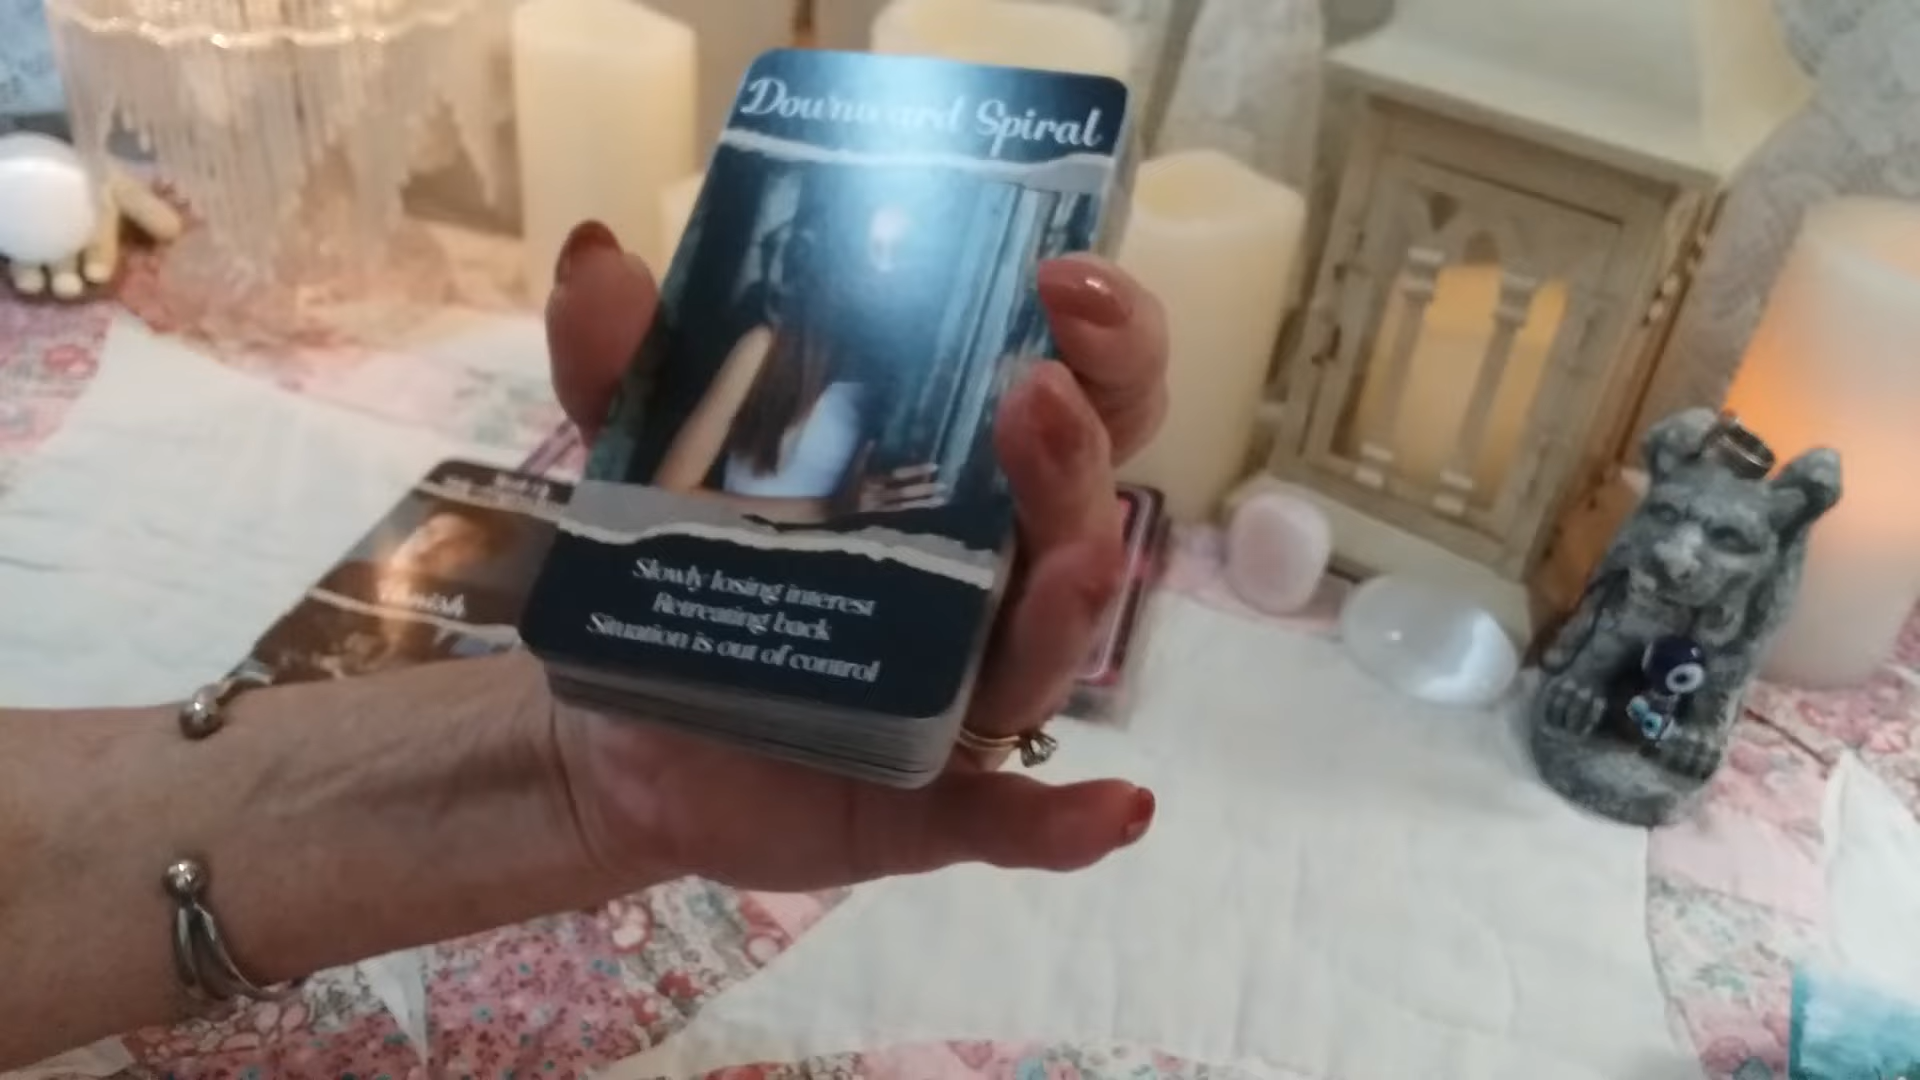 Downward Spiral
Slowly losing interest
Retreating back
Situation is out of control